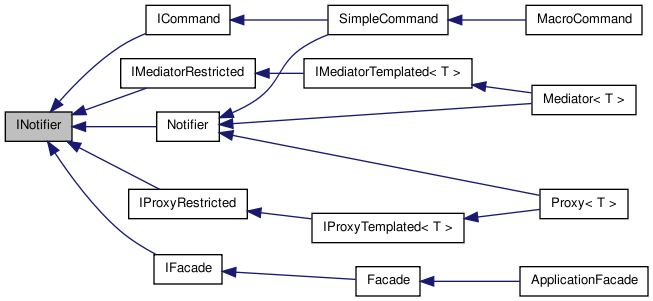 ICommand
SimpleCommand
MacroCommand
IMediatorRestricted
IMediatorTemplated< T >
Mediator< T >
INotifier
Notifier
IProxyRestricted
Proxy< T >
IProxyTemplated< T >
IFacade
Facade
ApplicationFacade